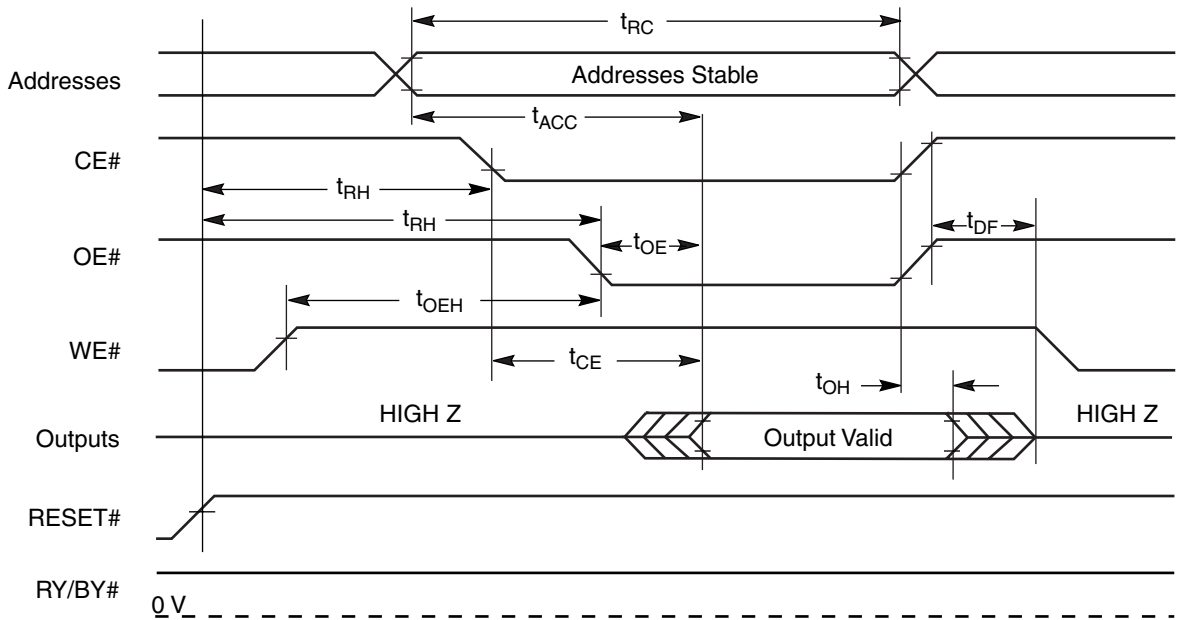 tRC
Addresses
Addresses Stable
tACC
CE#
tRH
tRH
OE#
tOE
tDF
tOEH
WE#
tCE
tOH
HIGH Z
HIGH Z
Outputs
Output Valid
RESET#
RY/BY#
0 V